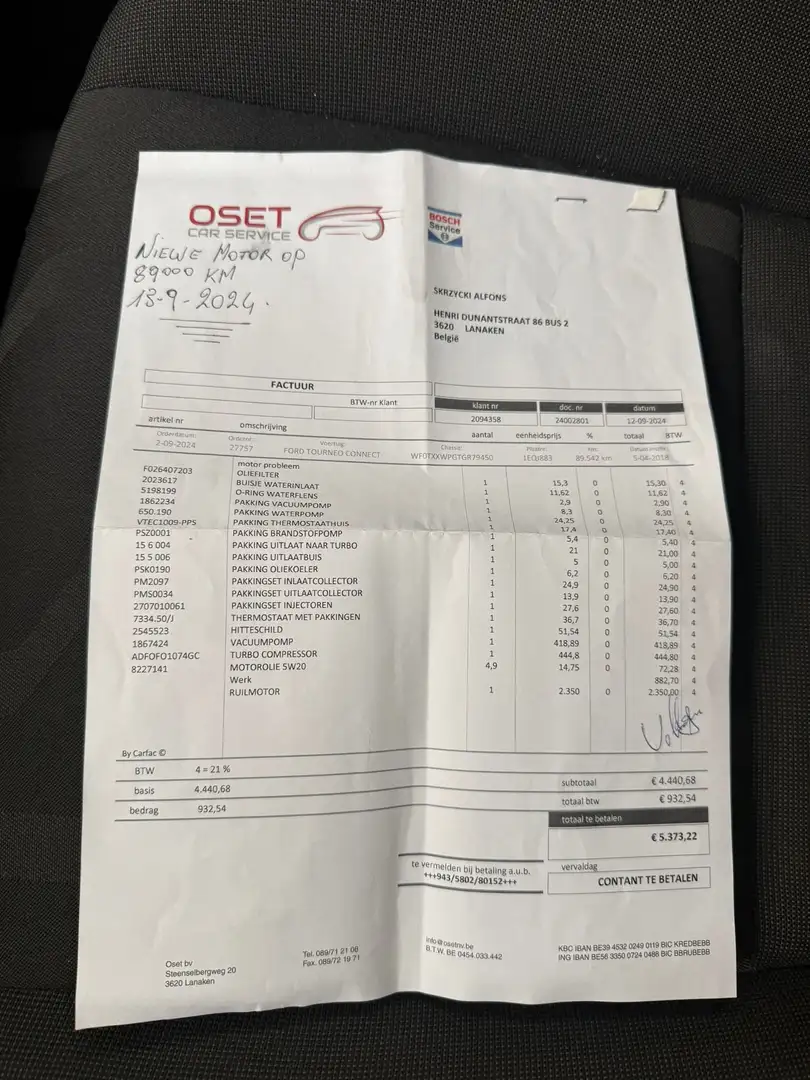 OSET
CAR SERVICE
BOSCH
Service
NIEUWE MOTOR OP
89000 KM
13-9-2024.
SKRZYCKI ALFONS
HENRI DUNANTSTRAAT 86 BUS 2
3620 LANAKEN
België
FACTUUR
BTW-nr Klant
klant nr doc. nr datum
2094358 24002801 12-09-2024
artikel nr omschrijving aantal eenheidsprijs % totaal BTW
Orderdatum: Ordernr: Voertuig: Chassis: km:
2-09-2024 27757 FORD TOURNEO CONNECT 89.542 km 5-04-2018
motor probleem
F026407203 OLIEFILTER 1 15,3 0 15,30 4
2023617 BUISJE WATERINLAAT 1 11,62 0 11,62 4
5198199 O-RING WATERFLENS 1 2,9 0 2,90 4
1862234 PAKKING VACUUMPOMP 1 8,3 0 8,30 4
650.190 PAKKING WATERPOMP 1 24,25 0 24,25 4
VTEC1009-PPS PAKKING THERMOSTAATHUIS 1 17,4 0 17,40 4
PSZ0001 PAKKING BRANDSTOFPOMP 1 5,4 0 5,40 4
15 6 004 PAKKING UITLAAT NAAR TURBO 1 21 0 21,00 4
15 5 006 PAKKING UITLAATBUIS 1 5 0 5,00 4
PSK0190 PAKKING OLIEKOELER 1 6,2 0 6,20 4
PM2097 PAKKINGSET INLAATCOLLECTOR 1 24,9 0 24,90 4
PMS0034 PAKKINGSET UITLAATCOLLECTOR 1 13,9 0 13,90 4
2707010061 PAKKINGSET INJECTOREN 1 27,6 0 27,60 4
7334.50/J THERMOSTAAT MET PAKKINGEN 1 36,7 0 36,70 4
2545523 HITTESCHILD 1 51,54 0 51,54 4
1867424 VACUUMPOMP 1 418,89 0 418,89 4
ADFOFO1074GC TURBO COMPRESSOR 1 444,8 0 444,80 4
8227141 MOTOROLIE 5W20 4,9 14,75 0 72,28 4
Werk 882,70 4
RUILMOTOR 1 2.350 0 2.350,00 4
By Carfac ©
BTW 4 = 21 %
basis 4.440,68
bedrag 932,54
subtotaal € 4.440,68
totaal btw € 932,54
totaal te betalen
€ 5.373,22
te vermelden bij betaling a.u.b.
+++943/5802/80152+++
vervaldag
CONTANT TE BETALEN
Oset bv
Steenselbergweg 20
3620 Lanaken
Tel. 089/71 21 08
Fax. 089/72 19 71
info@osetnv.be
B.T.W. BE 0454.033.442
KBC IBAN BE39 4532 0249 0119 BIC KREDBEBB
ING IBAN BE56 3350 0724 0488 BIC BBRUBEBB